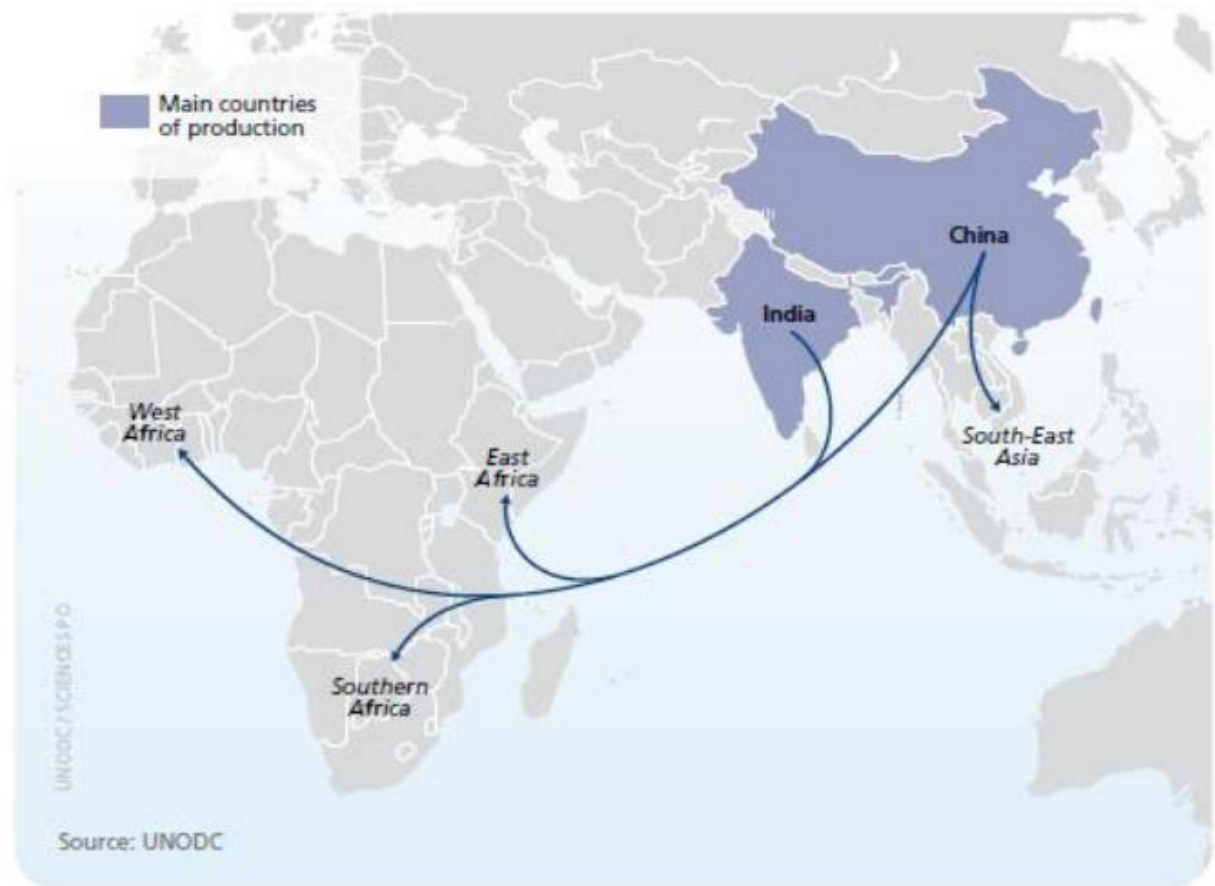 Main countries
of production
China
India
West
Africa
East
Africa
South-East
Asia
Southern
Africa
UNODC / SCIENCES PO
Source: UNODC